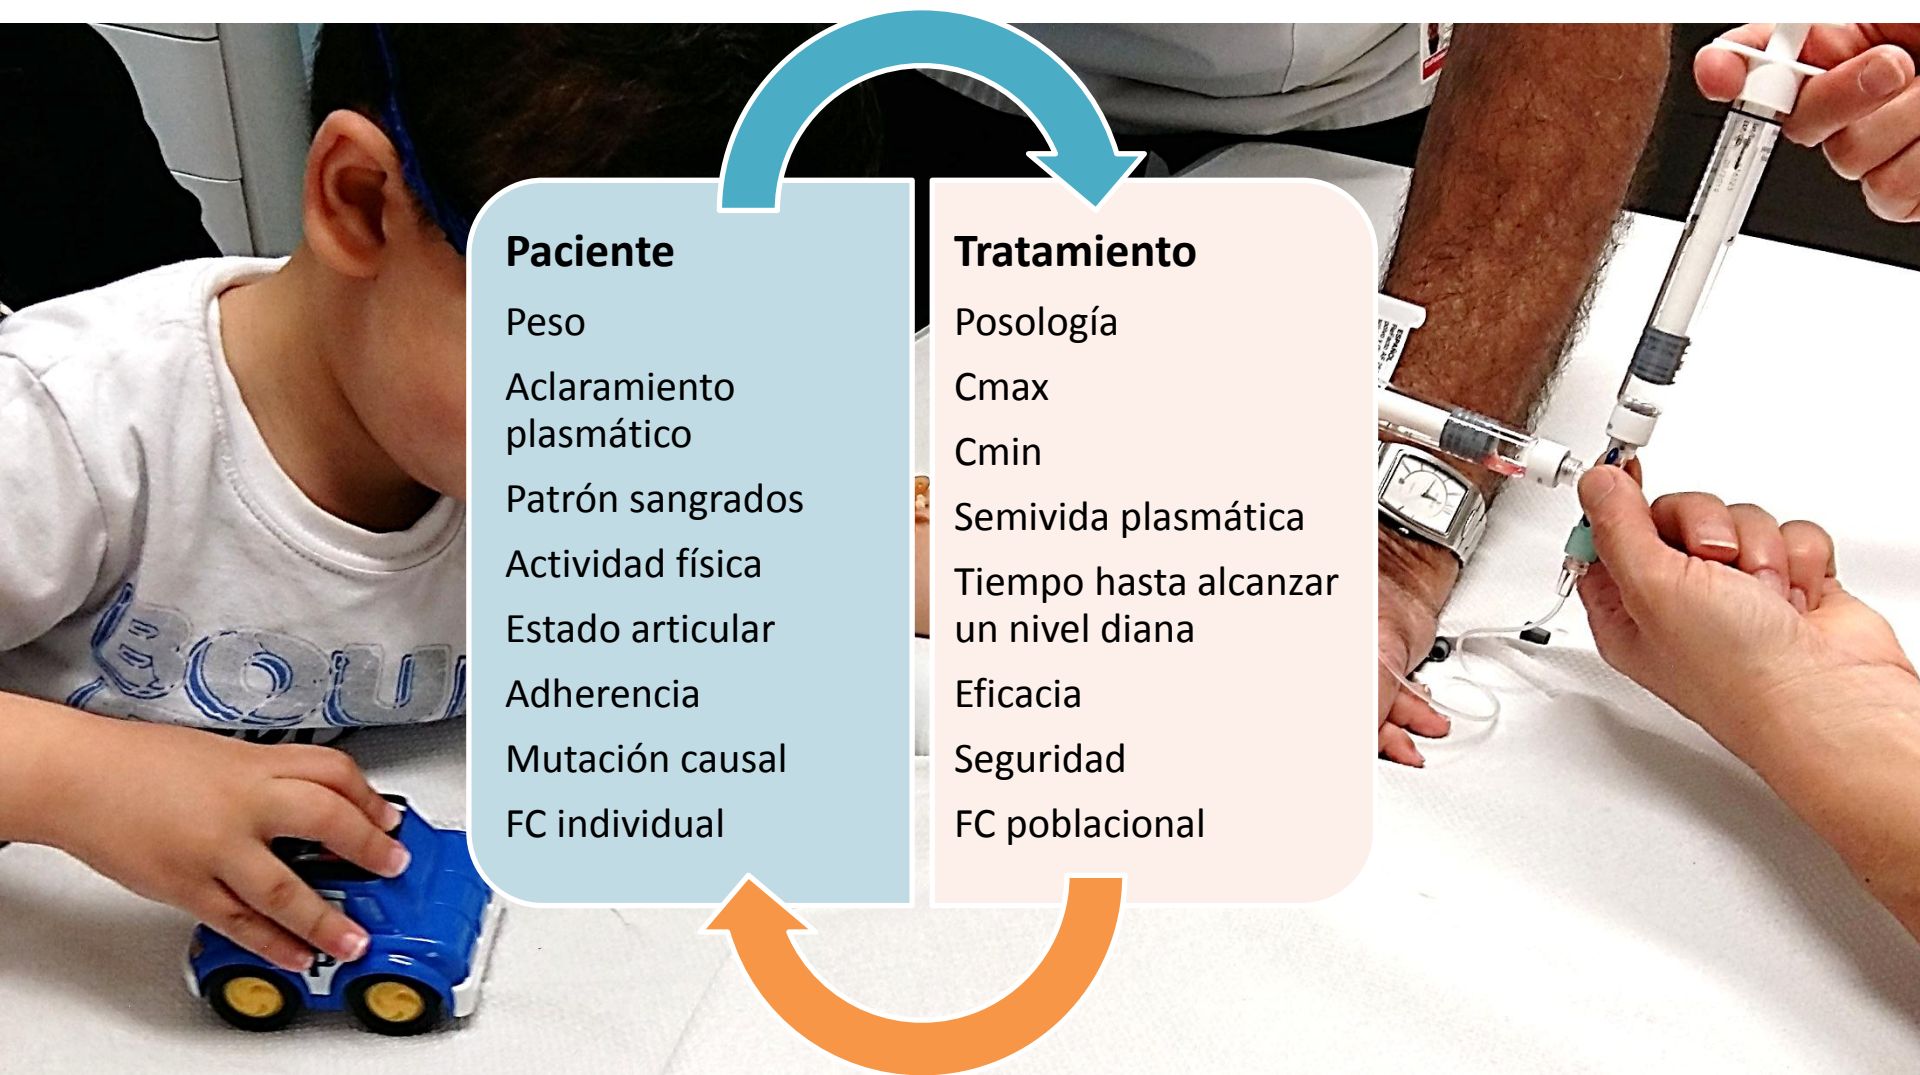 Paciente
Peso
Aclaramiento
plasmático
Patrón sangrados
Actividad física
Estado articular
Adherencia
Mutación causal
FC individual
Tratamiento
Posología
Cmax
Cmin
Semivida plasmática
Tiempo hasta alcanzar
un nivel diana
Eficacia
Seguridad
FC poblacional
BOU
P